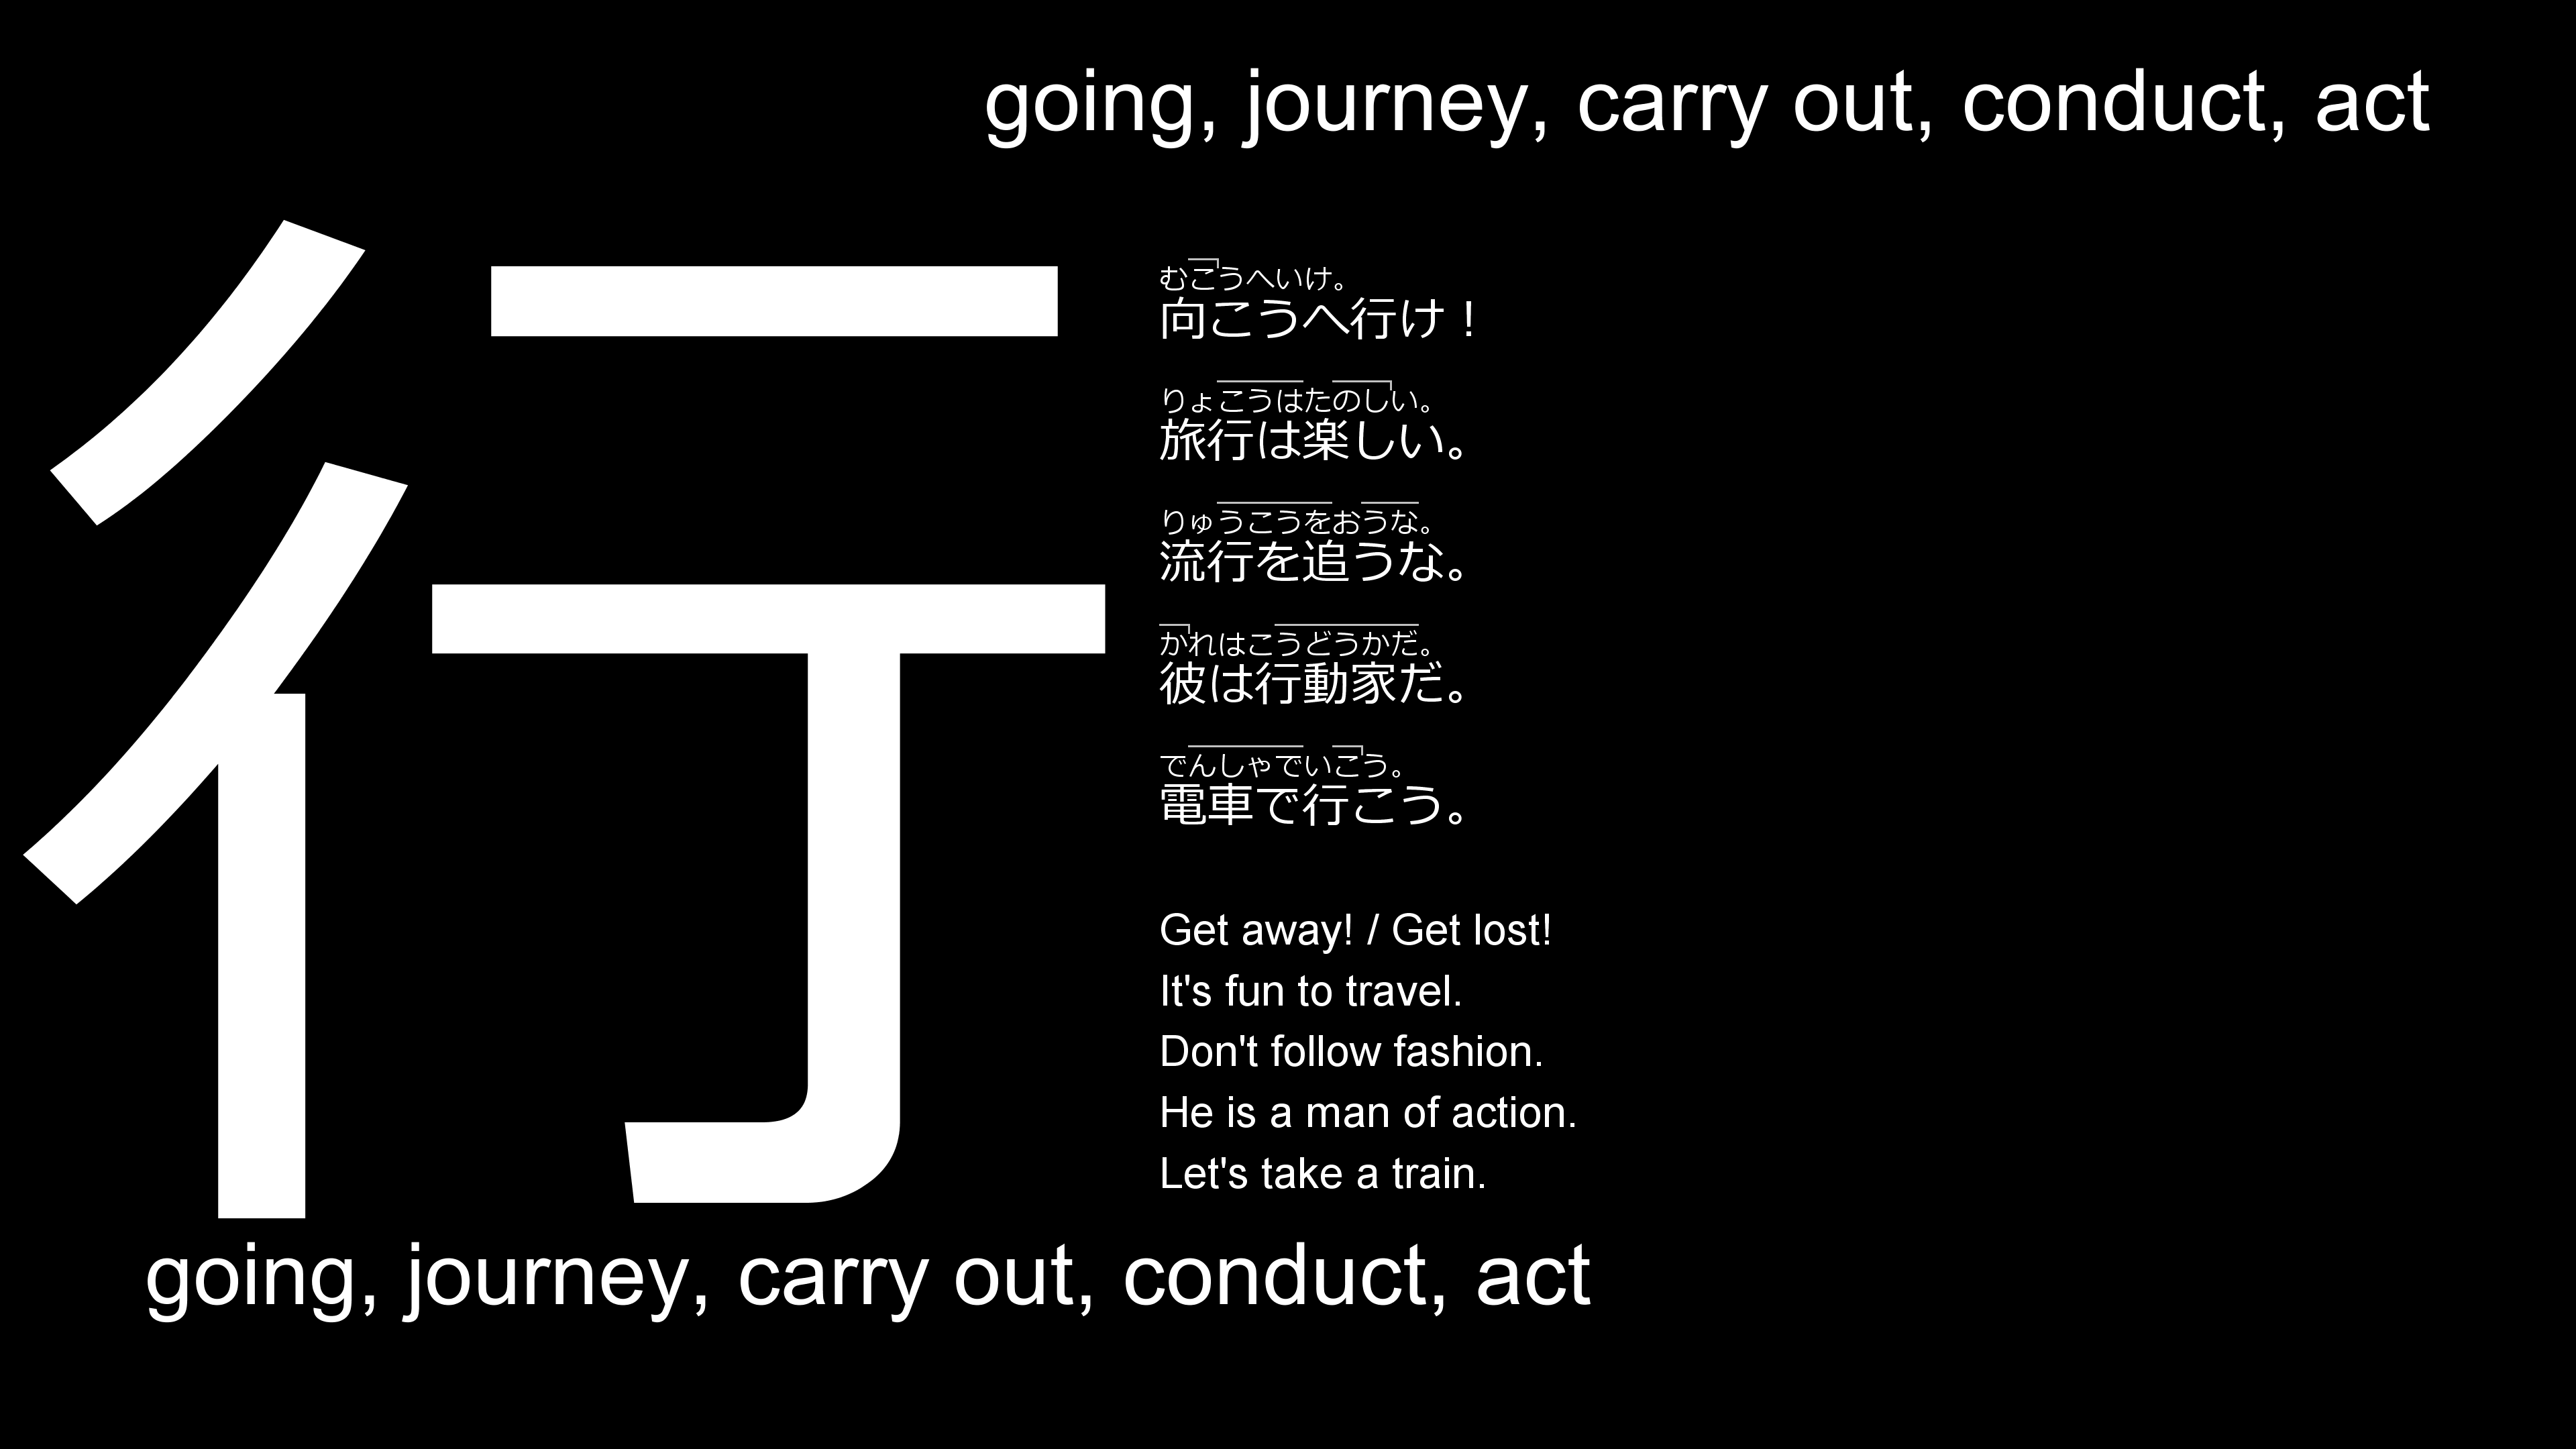 going, journey, carry out, conduct, act
行
むこうへいけ。
向こうへ行け！
りょこうはたのしい。
旅行は楽しい。
りゅうこうをおうな。
流行を追うな。
かれはこうどうかだ。
彼は行動家だ。
でんしゃでいこう。
電車で行こう。
Get away! / Get lost!
It's fun to travel.
Don't follow fashion.
He is a man of action.
Let's take a train.
going, journey, carry out, conduct, act